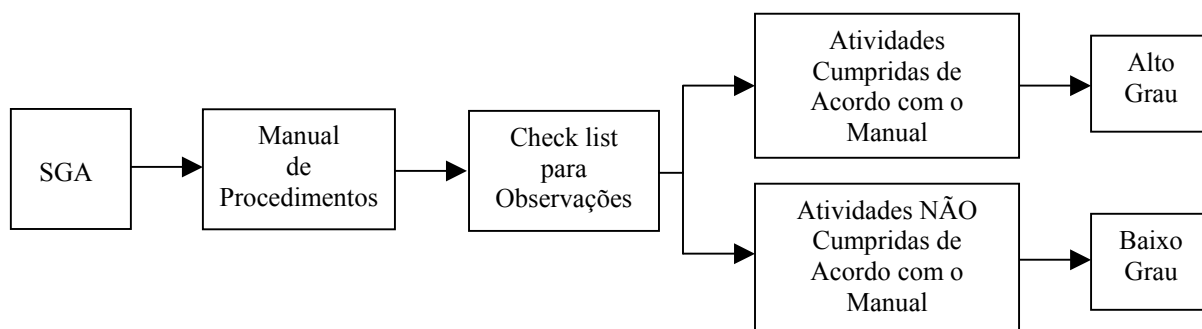 SGA
Manual
de
Procedimentos
Check list
para
Observações
Atividades
Cumpridas de
Acordo com o
Manual
Alto
Grau
Atividades NÃO
Cumpridas de
Acordo com o
Manual
Baixo
Grau